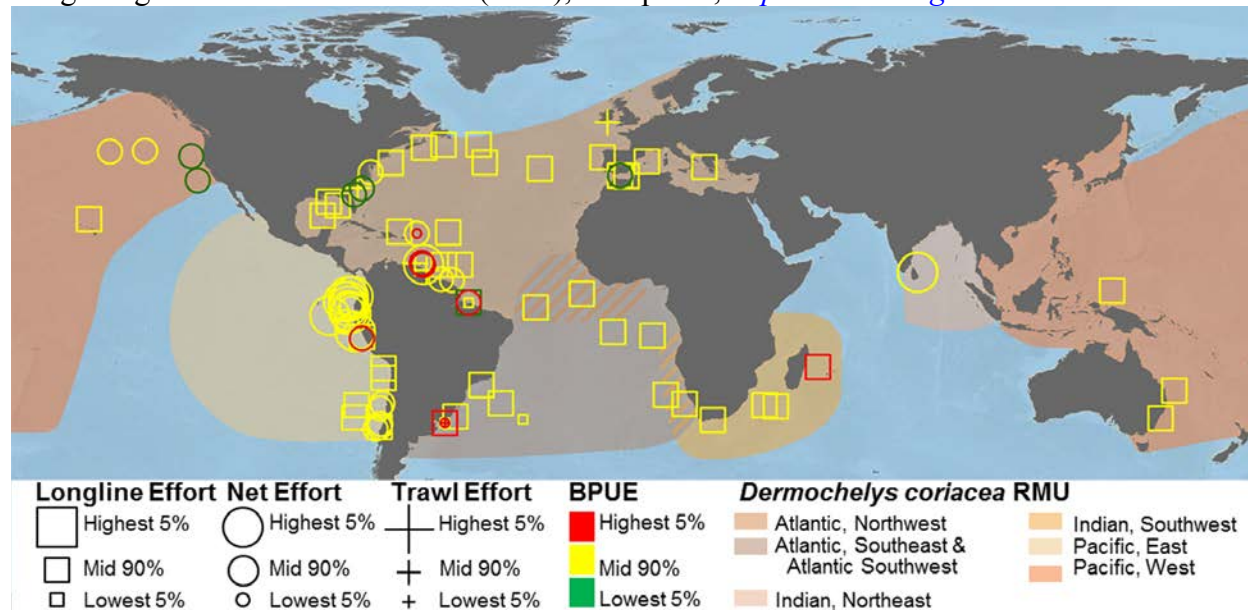 Longline Effort Net Effort Trawl Effort BPUE Dermochelys coriacea RMU
Highest 5% Highest 5% Highest 5% Highest 5% Atlantic, Northwest Indian, Southwest
Atlantic, Southeast & Pacific, East
Mid 90% Mid 90% Mid 90% Mid 90% Atlantic Southwest Pacific, West
Lowest 5% Lowest 5% Lowest 5% Lowest 5% Indian, Northeast